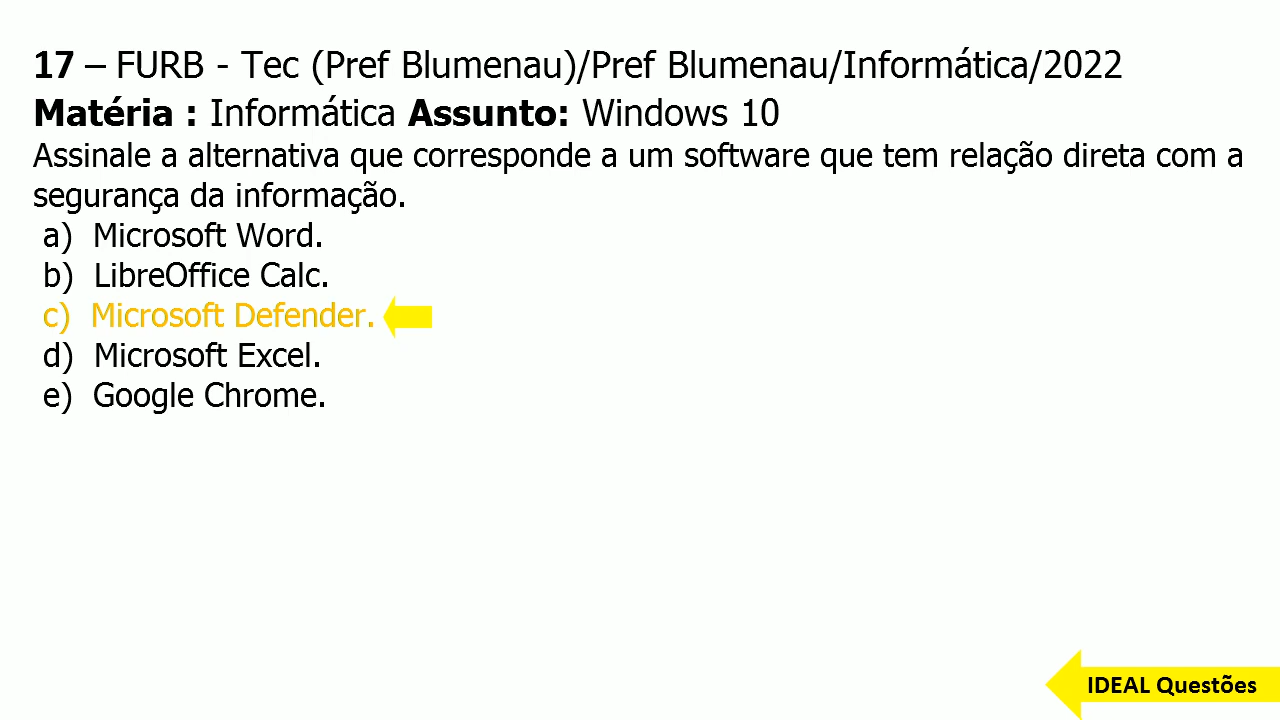 17 – FURB - Tec (Pref Blumenau)/Pref Blumenau/Informática/2022
Matéria : Informática Assunto: Windows 10
Assinale a alternativa que corresponde a um software que tem relação direta com a
segurança da informação.
a) Microsoft Word.
b) LibreOffice Calc.
c) Microsoft Defender.
d) Microsoft Excel.
e) Google Chrome.
IDEAL Questões